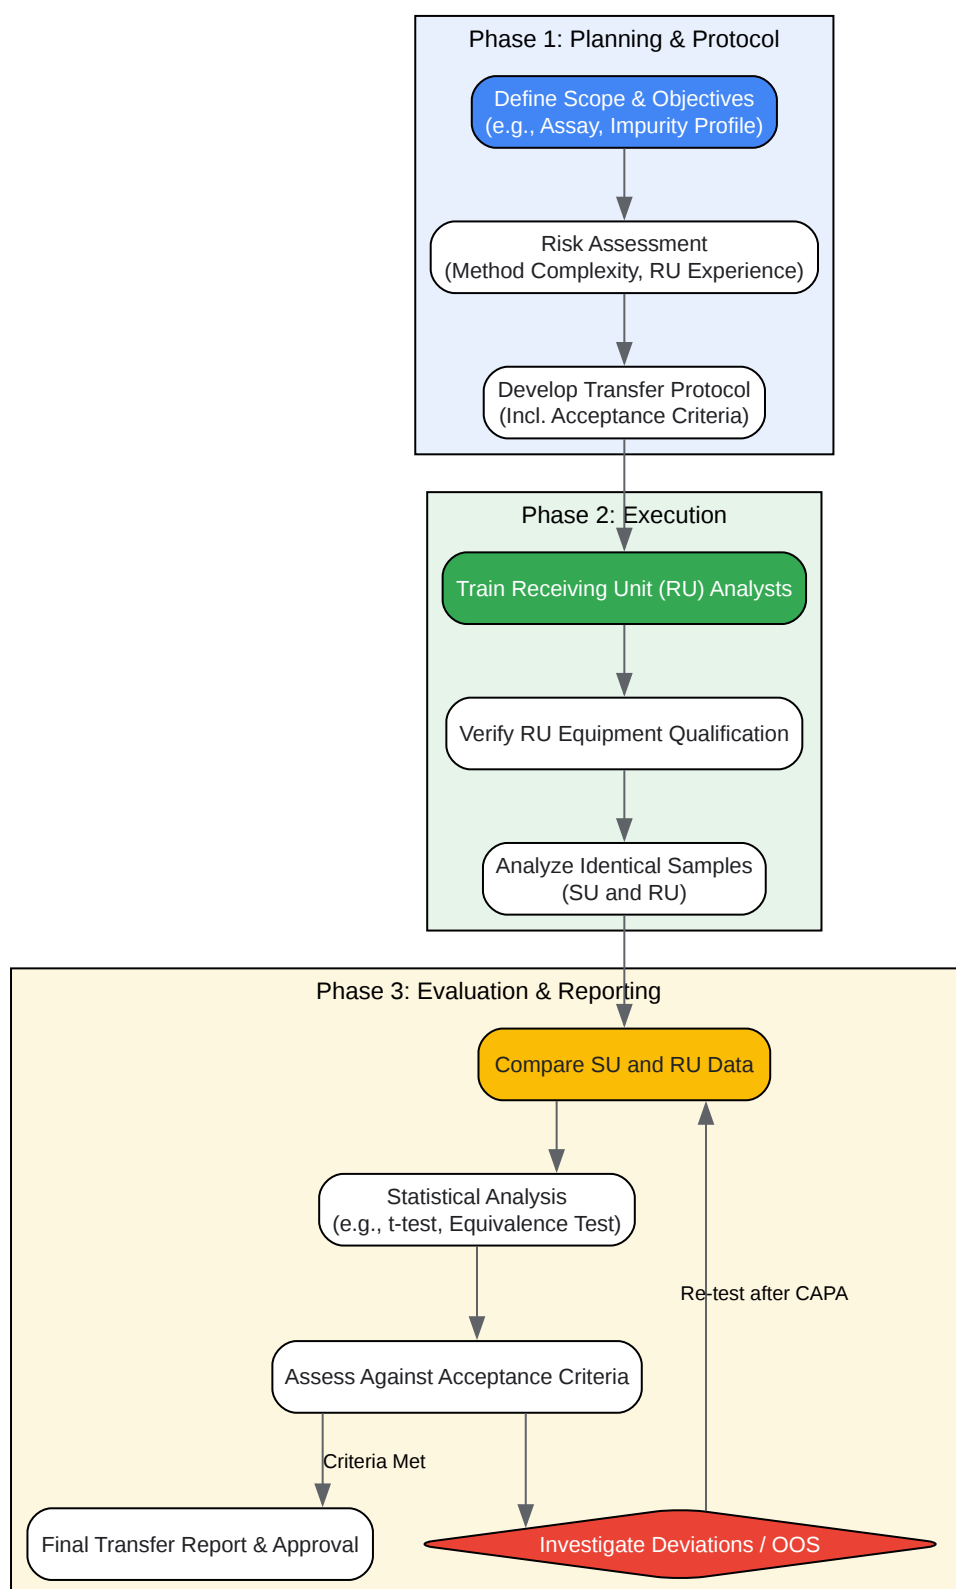 Phase 1: Planning & Protocol
Define Scope & Objectives
(e.g., Assay, Impurity Profile)
Risk Assessment
(Method Complexity, RU Experience)
Develop Transfer Protocol
(Incl. Acceptance Criteria)
Phase 2: Execution
Train Receiving Unit (RU) Analysts
Verify RU Equipment Qualification
Analyze Identical Samples
(SU and RU)
Phase 3: Evaluation & Reporting
Compare SU and RU Data
Statistical Analysis
(e.g., t-test, Equivalence Test)
Re-test after CAPA
Assess Against Acceptance Criteria
Criteria Met
Final Transfer Report & Approval
Investigate Deviations / OOS